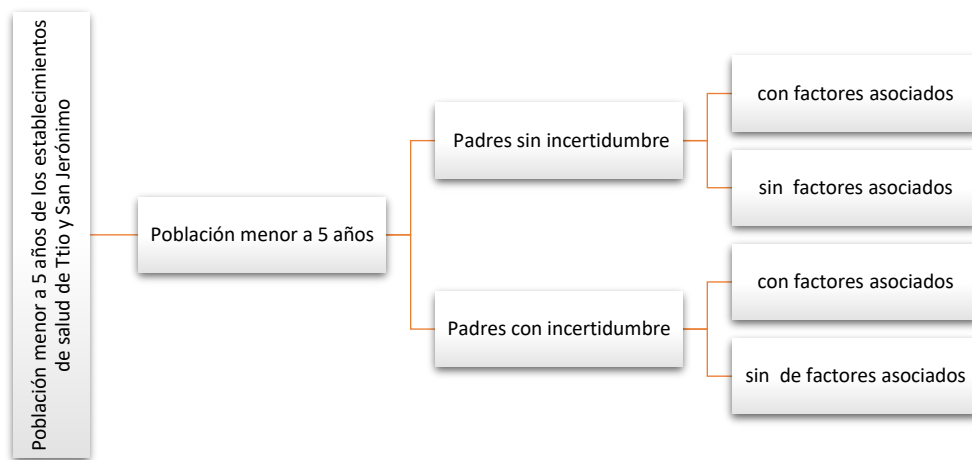 Población menor a 5 años de los establecimientos
de salud de Ttio y San Jerónimo
Población menor a 5 años
Padres sin incertidumbre
con factores asociados
sin factores asociados
Padres con incertidumbre
con factores asociados
sin de factores asociados